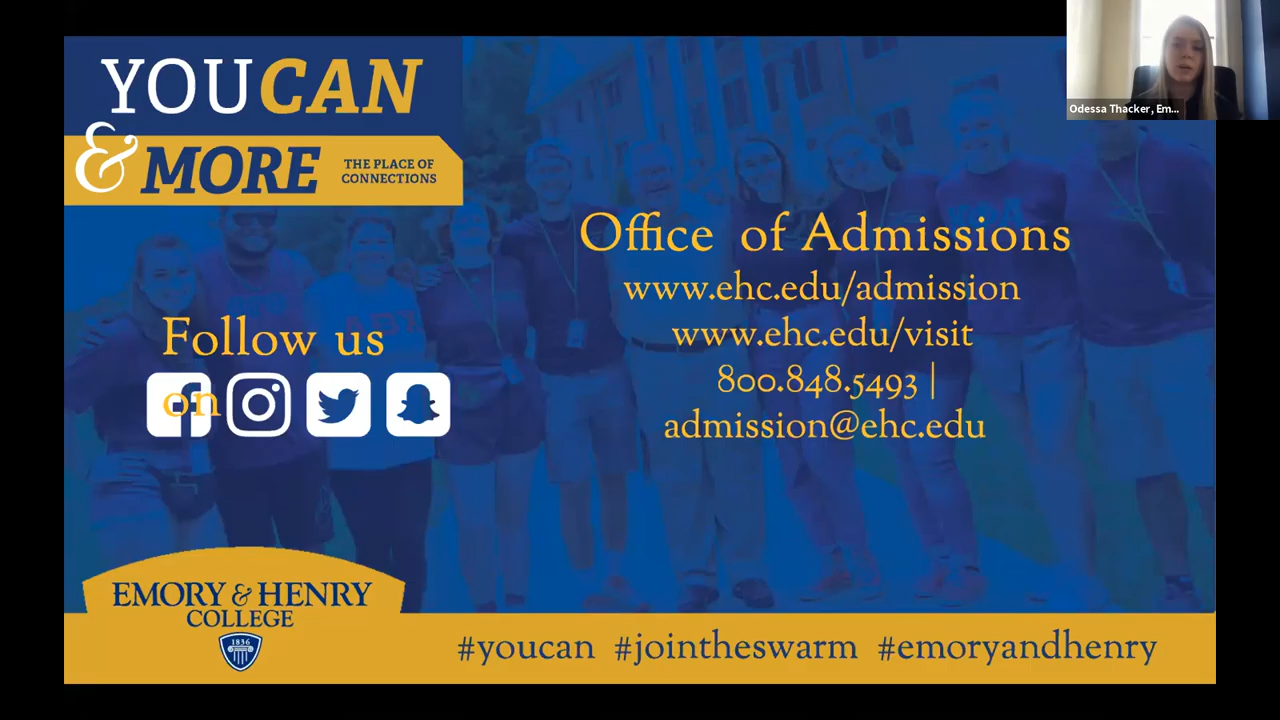 YOUCAN
& MORE
THE PLACE OF
CONNECTIONS
Odessa Thacker, Em...
Office of Admissions
www.ehc.edu/admission
www.ehc.edu/visit
800.848.5493 |
admission@ehc.edu
Follow us
on
EMORY & HENRY
COLLEGE
1836
#youcan #jointheswarm #emoryandhenry